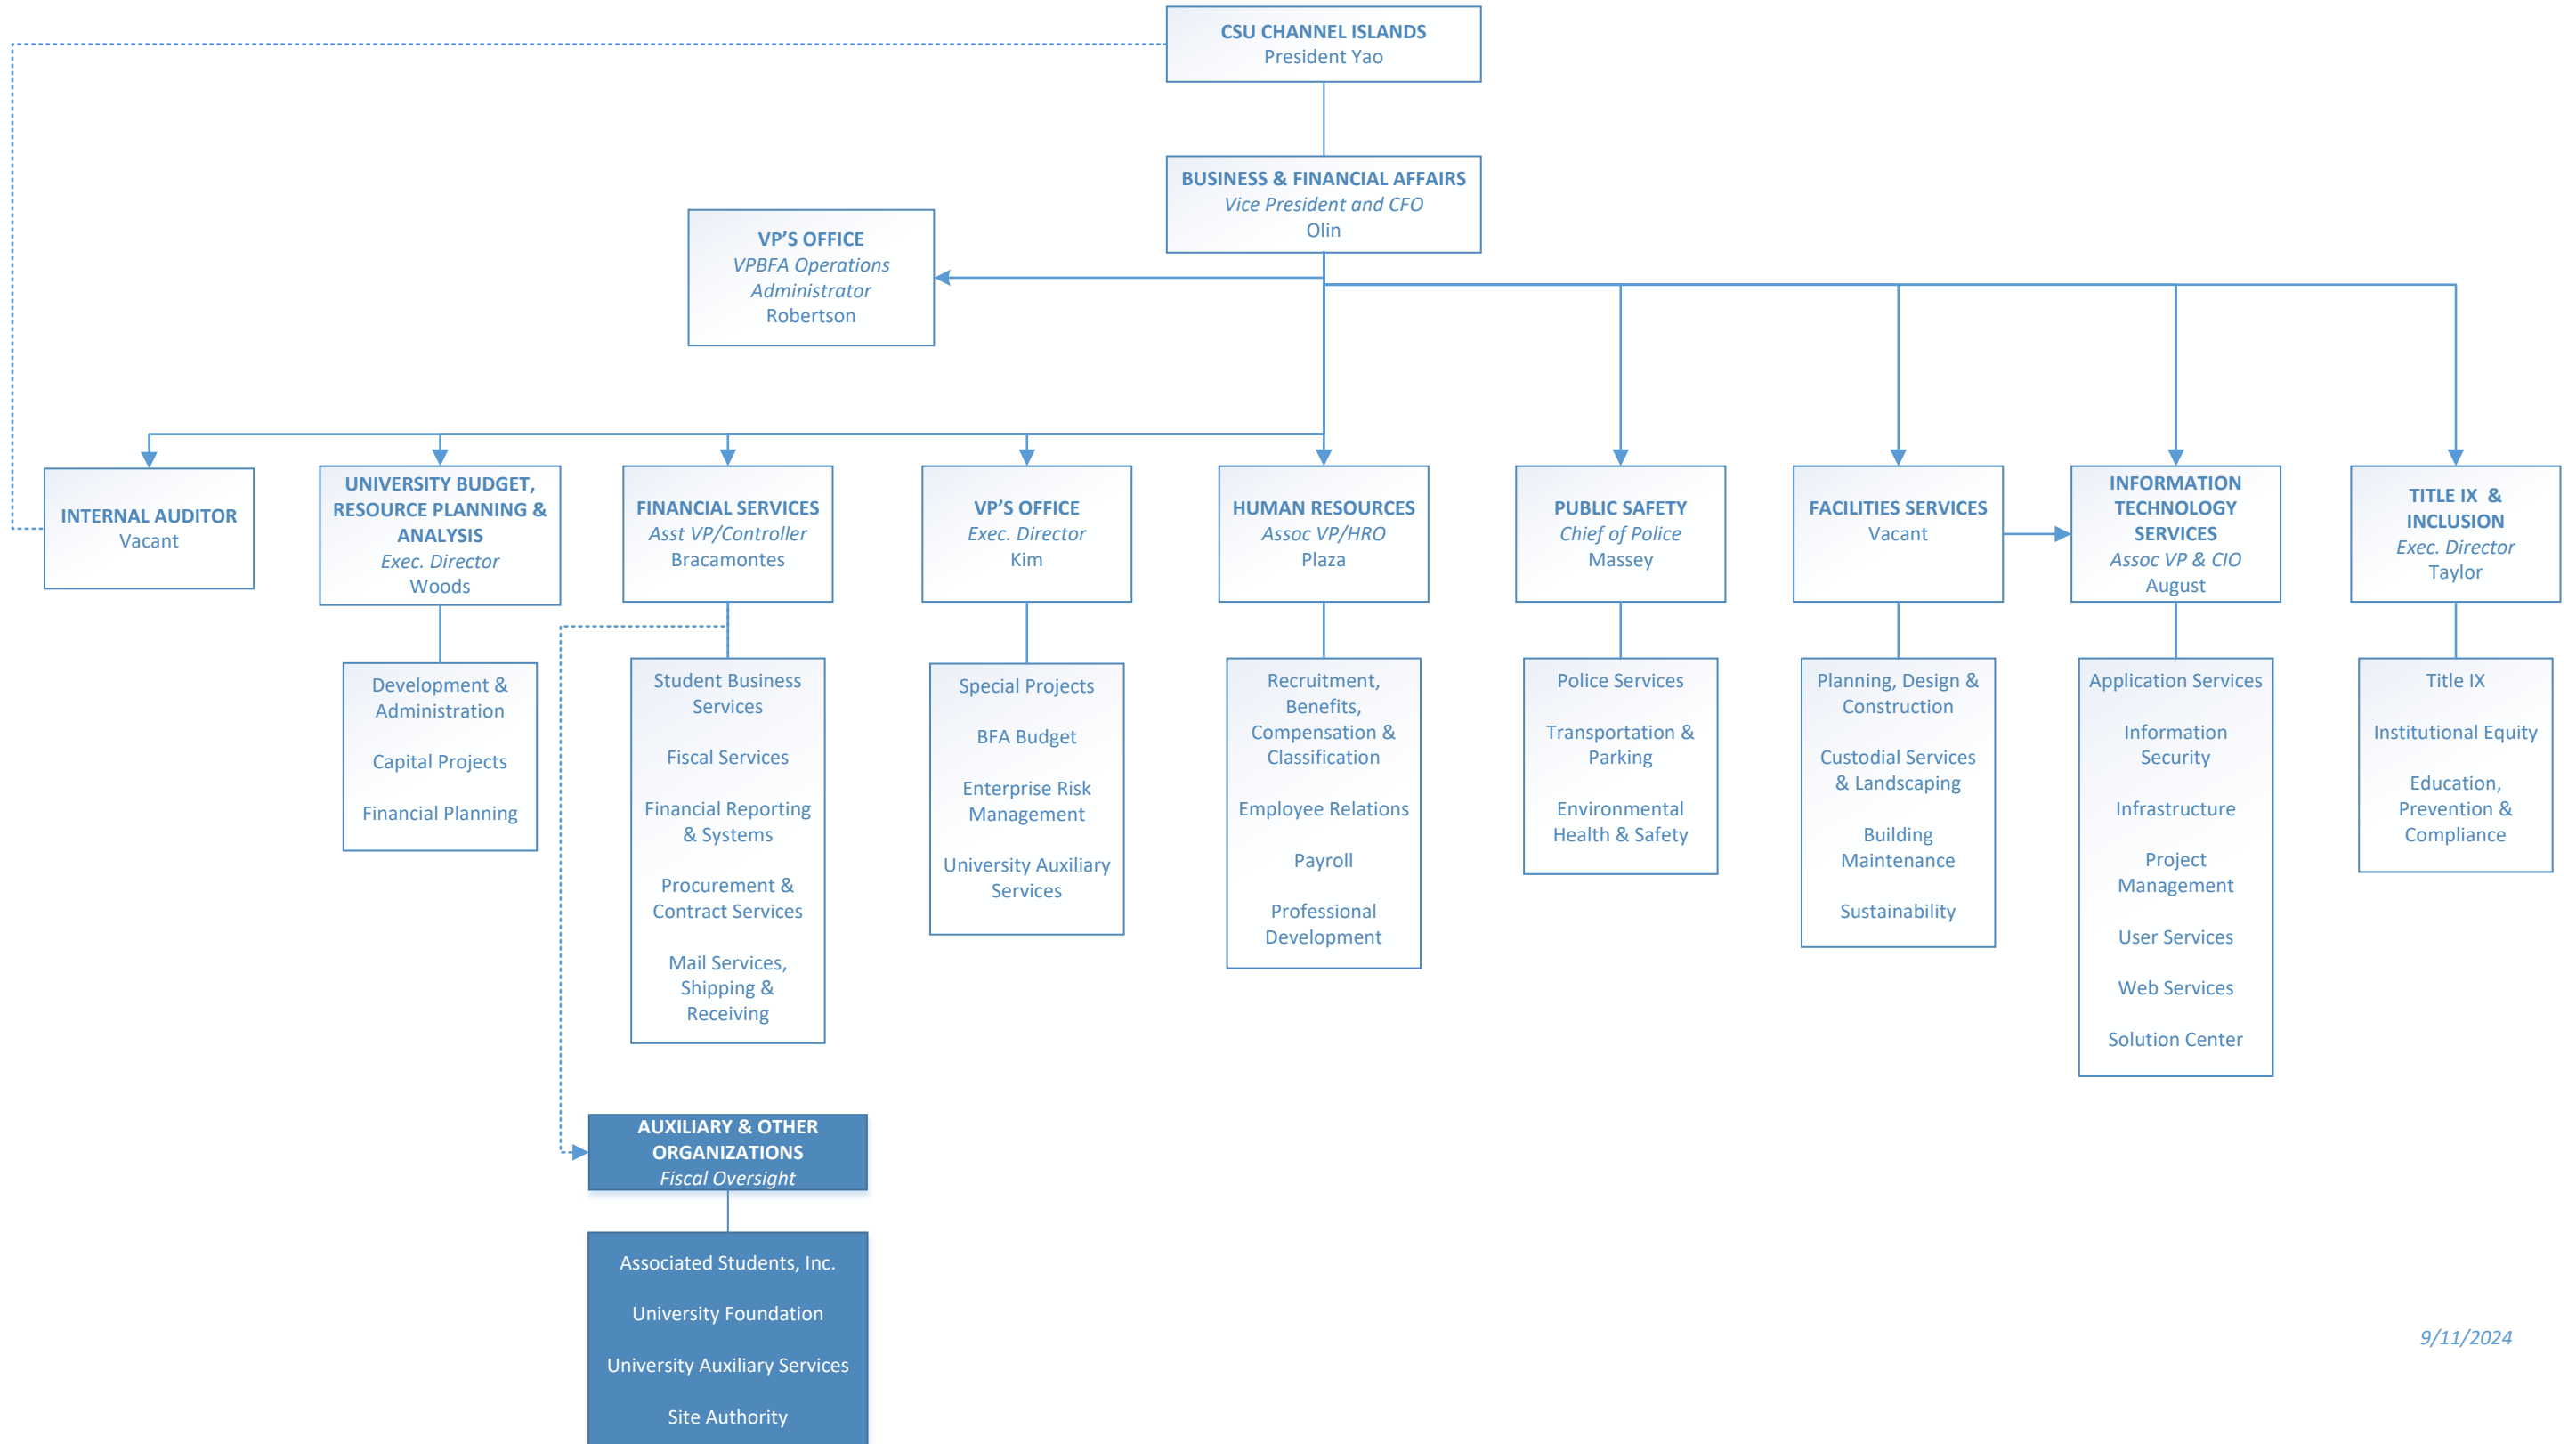 CSU CHANNEL ISLANDS
President Yao
BUSINESS & FINANCIAL AFFAIRS
Vice President and CFO
Olin
VP’S OFFICE
VPBFA Operations
Administrator
Robertson
INTERNAL AUDITOR
Vacant
UNIVERSITY BUDGET,
RESOURCE PLANNING &
ANALYSIS
Exec. Director
Woods
FINANCIAL SERVICES
Asst VP/Controller
Bracamontes
VP’S OFFICE
Exec. Director
Kim
HUMAN RESOURCES
Assoc VP/HRO
Plaza
PUBLIC SAFETY
Chief of Police
Massey
FACILITIES SERVICES
Vacant
INFORMATION
TECHNOLOGY
SERVICES
Assoc VP & CIO
August
TITLE IX &
INCLUSION
Exec. Director
Taylor
Development &
Administration
Capital Projects
Financial Planning
Student Business
Services
Fiscal Services
Financial Reporting
& Systems
Procurement &
Contract Services
Mail Services,
Shipping &
Receiving
Special Projects
BFA Budget
Enterprise Risk
Management
University Auxiliary
Services
Recruitment,
Benefits,
Compensation &
Classification
Employee Relations
Payroll
Professional
Development
Police Services
Transportation &
Parking
Environmental
Health & Safety
Planning, Design &
Construction
Custodial Services
& Landscaping
Building
Maintenance
Sustainability
Application Services
Information
Security
Infrastructure
Project
Management
User Services
Web Services
Solution Center
Title IX
Institutional Equity
Education,
Prevention &
Compliance
AUXILIARY & OTHER
ORGANIZATIONS
Fiscal Oversight
Associated Students, Inc.
University Foundation
University Auxiliary Services
Site Authority
9/11/2024